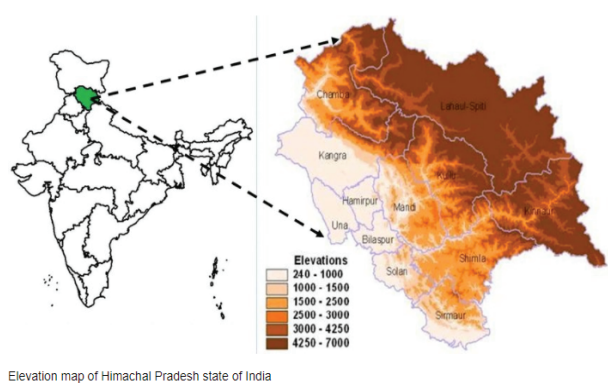 Chamba
Lahaul-Spiti
Kangra
Kullu
Hamirpur
Mandi
Una
Kinnaur
Bilaspur
Shimla
Solan
Sirmaur
Elevations
240 - 1000
1000 - 1500
1500 - 2500
2500 - 3000
3000 - 4250
4250 - 7000
Elevation map of Himachal Pradesh state of India